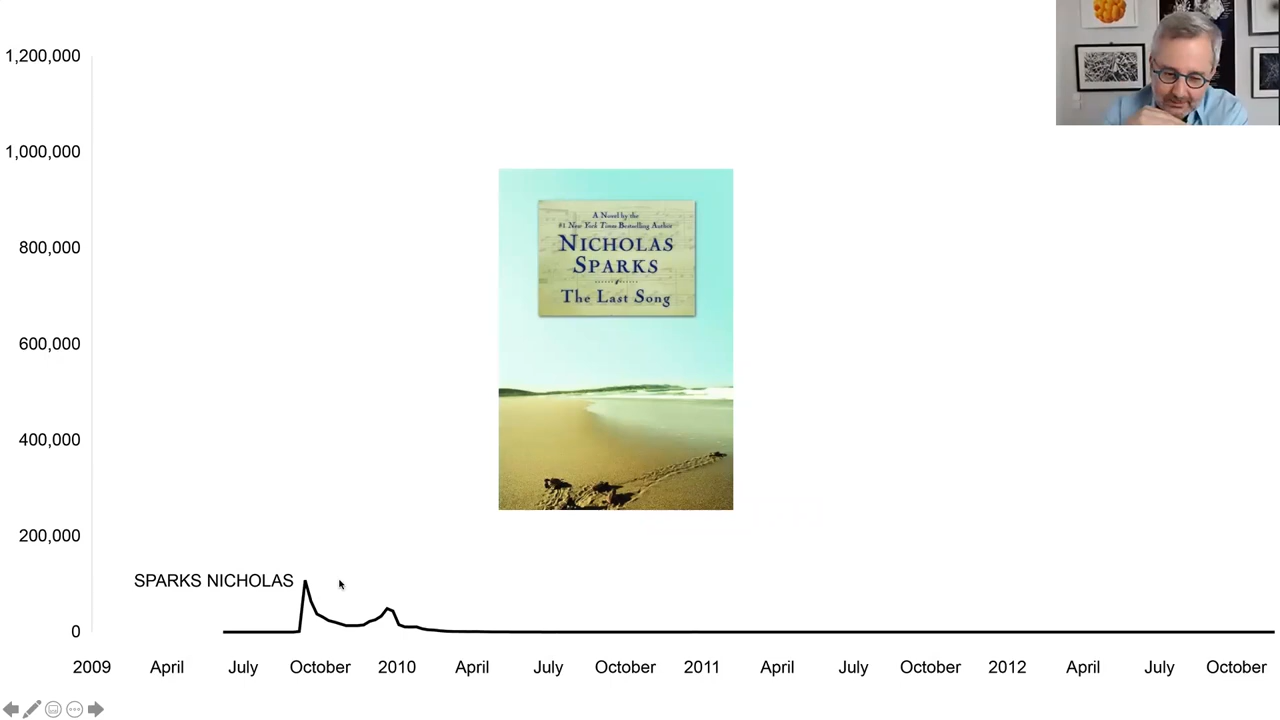 1,200,000
1,000,000
800,000
600,000
400,000
200,000
0
A Novel by the
#1 New York Times Bestselling Author
NICHOLAS
SPARKS
The Last Song
SPARKS NICHOLAS
2009 April July October 2010 April July October 2011 April July October 2012 April July October